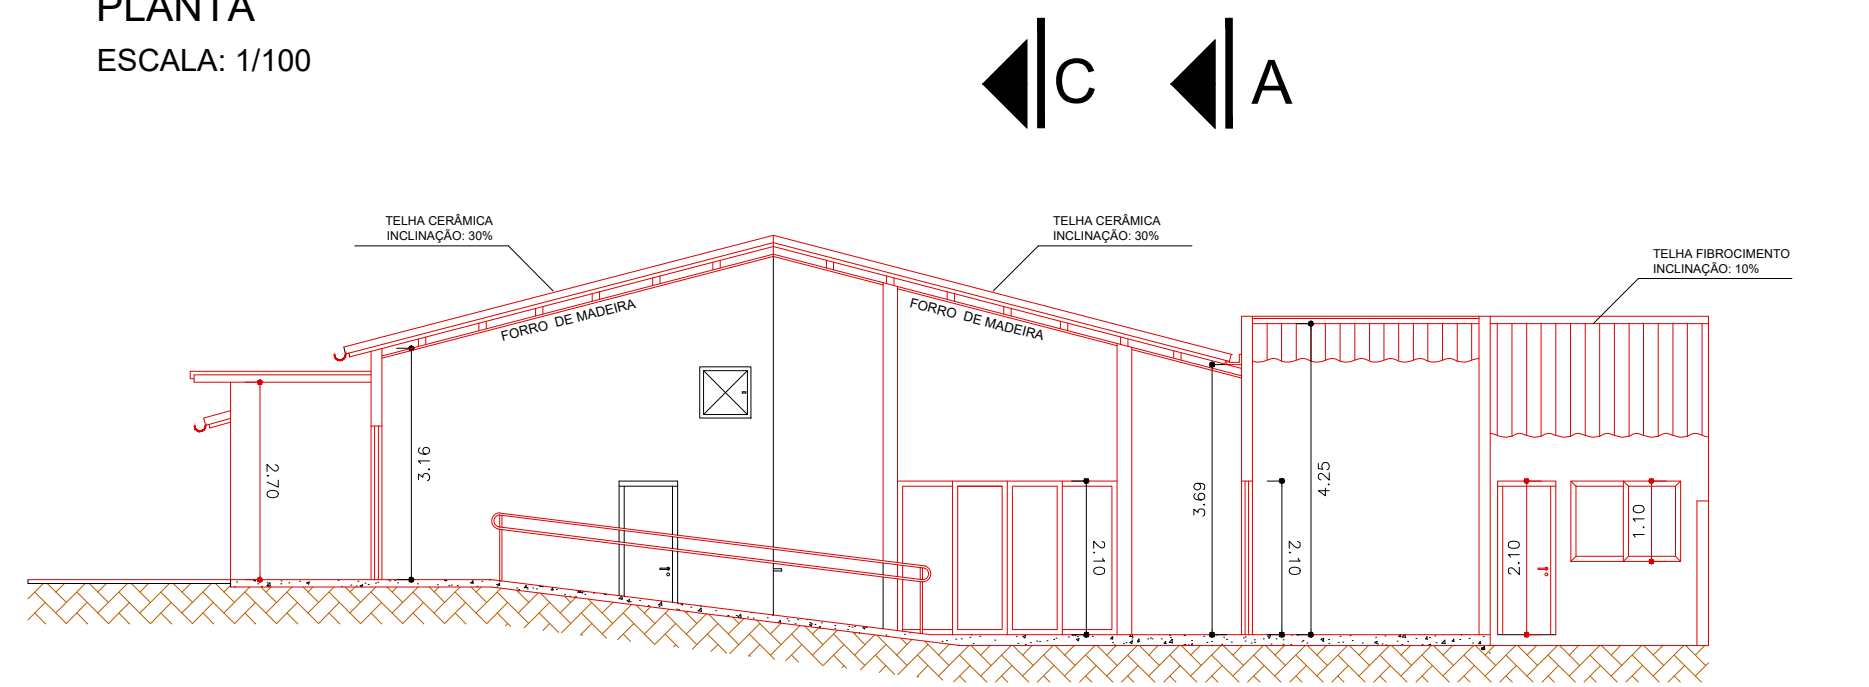 PLANTA
ESCALA: 1/100
C
A
TELHA CERÂMICA
INCLINAÇÃO: 30%
TELHA CERÂMICA
INCLINAÇÃO: 30%
TELHA FIBROCIMENTO
INCLINAÇÃO: 10%
FORRO DE MADEIRA
FORRO DE MADEIRA
2.70
3.16
3.69
2.10
2.10
4.25
2.10
1.10